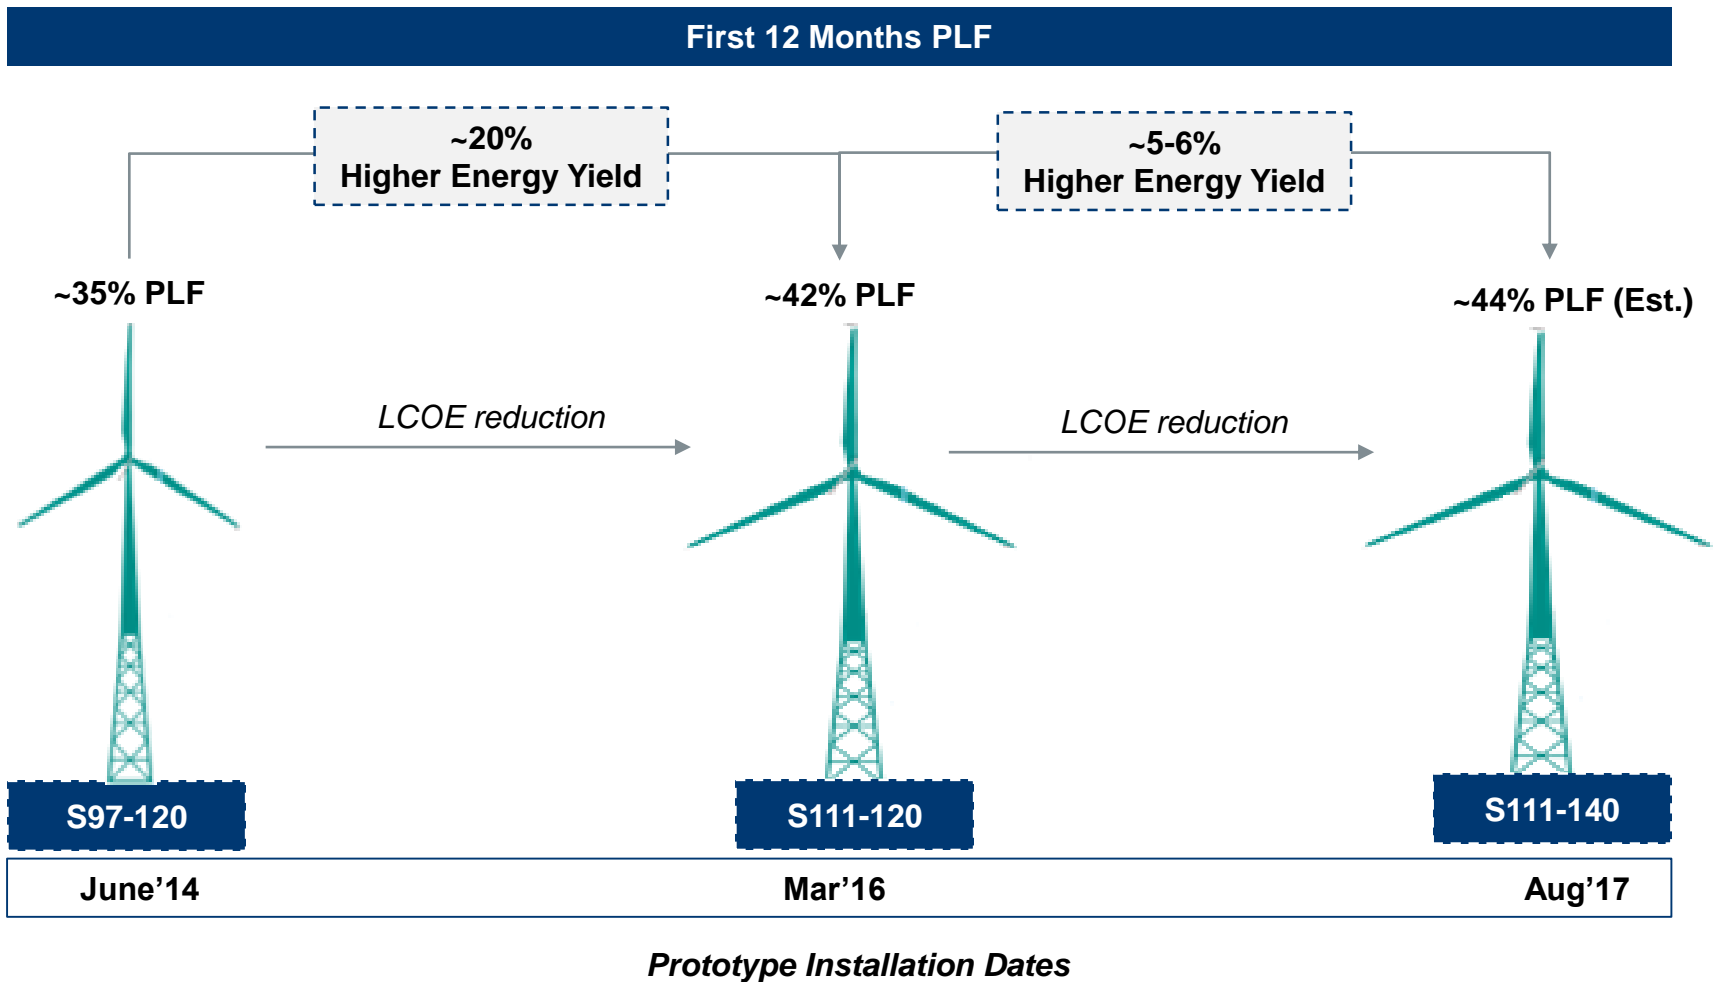 First 12 Months PLF
~20%
Higher Energy Yield
~5-6%
Higher Energy Yield
~35% PLF
~42% PLF
~44% PLF (Est.)
LCOE reduction
LCOE reduction
S97-120
S111-120
S111-140
June’14
Mar’16
Aug’17
Prototype Installation Dates